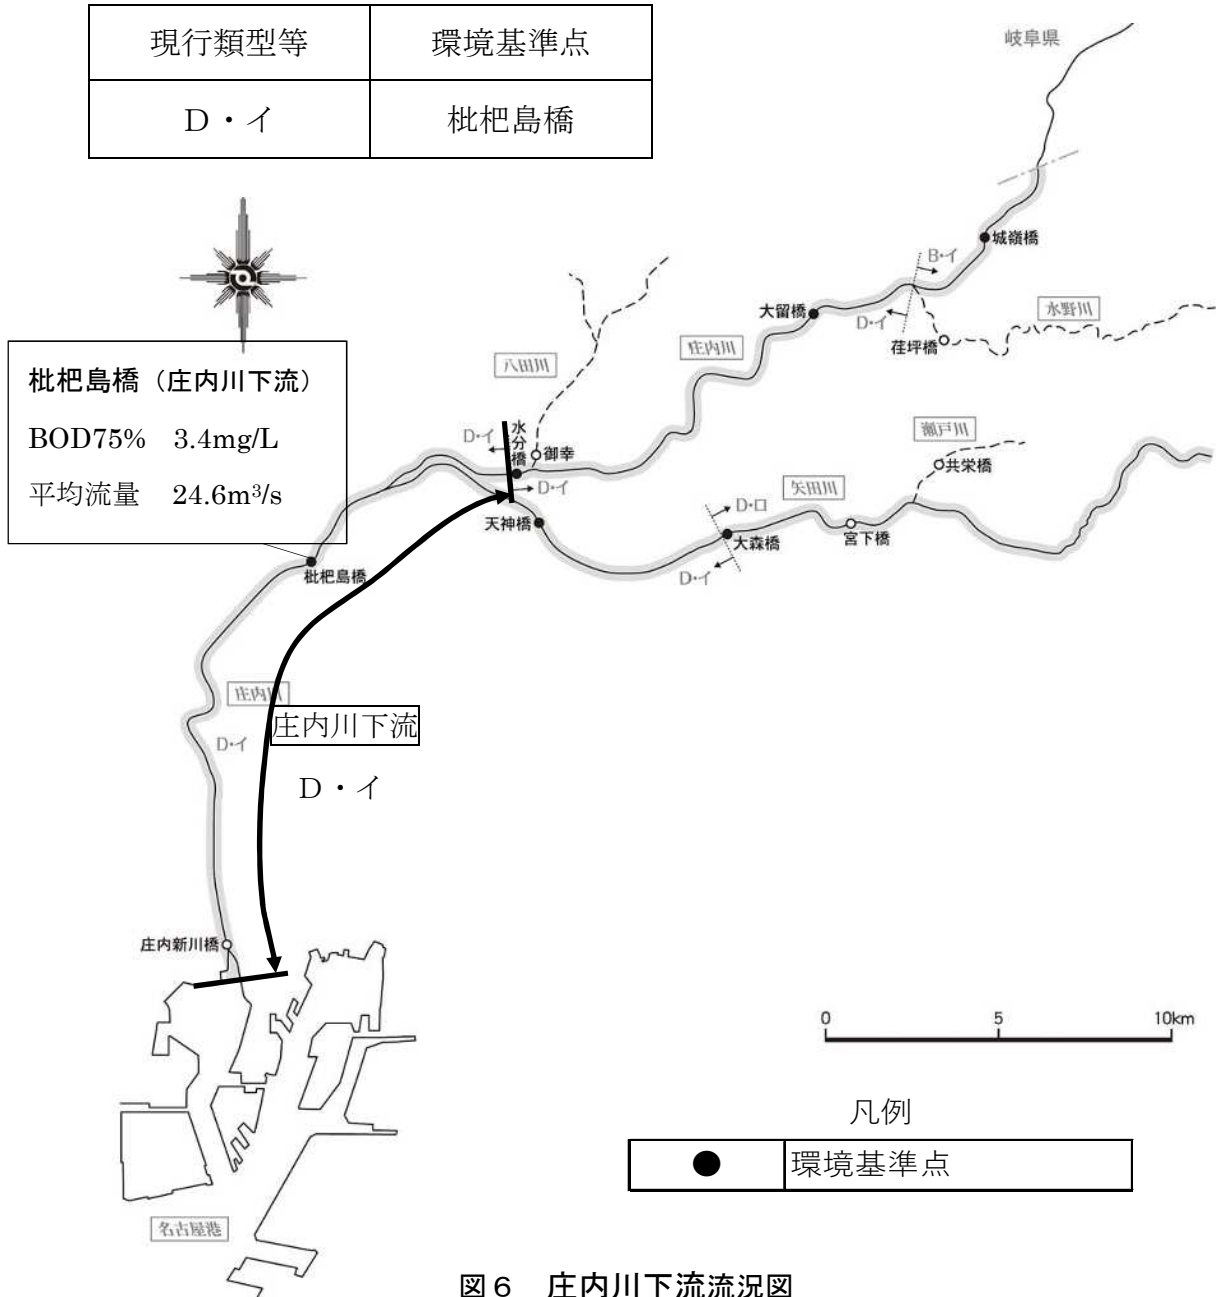 現行類型等 環境基準点
D・イ 枇杷島橋
岐阜県
城嶺橋
B・イ
大留橋
D・イ
水野川
荏坪橋
庄内川
八田川
枇杷島橋（庄内川下流）
BOD75% 3.4mg/L
平均流量 24.6m³/s
D・イ
水分橋
御幸
D・イ
瀬戸川
共栄橋
矢田川
天神橋
D・ロ
大森橋
宮下橋
D・イ
枇杷島橋
庄内川
庄内川下流
D・イ
D・イ
庄内新川橋
0 5 10km
凡例
● 環境基準点
名古屋港
図６ 庄内川下流流況図